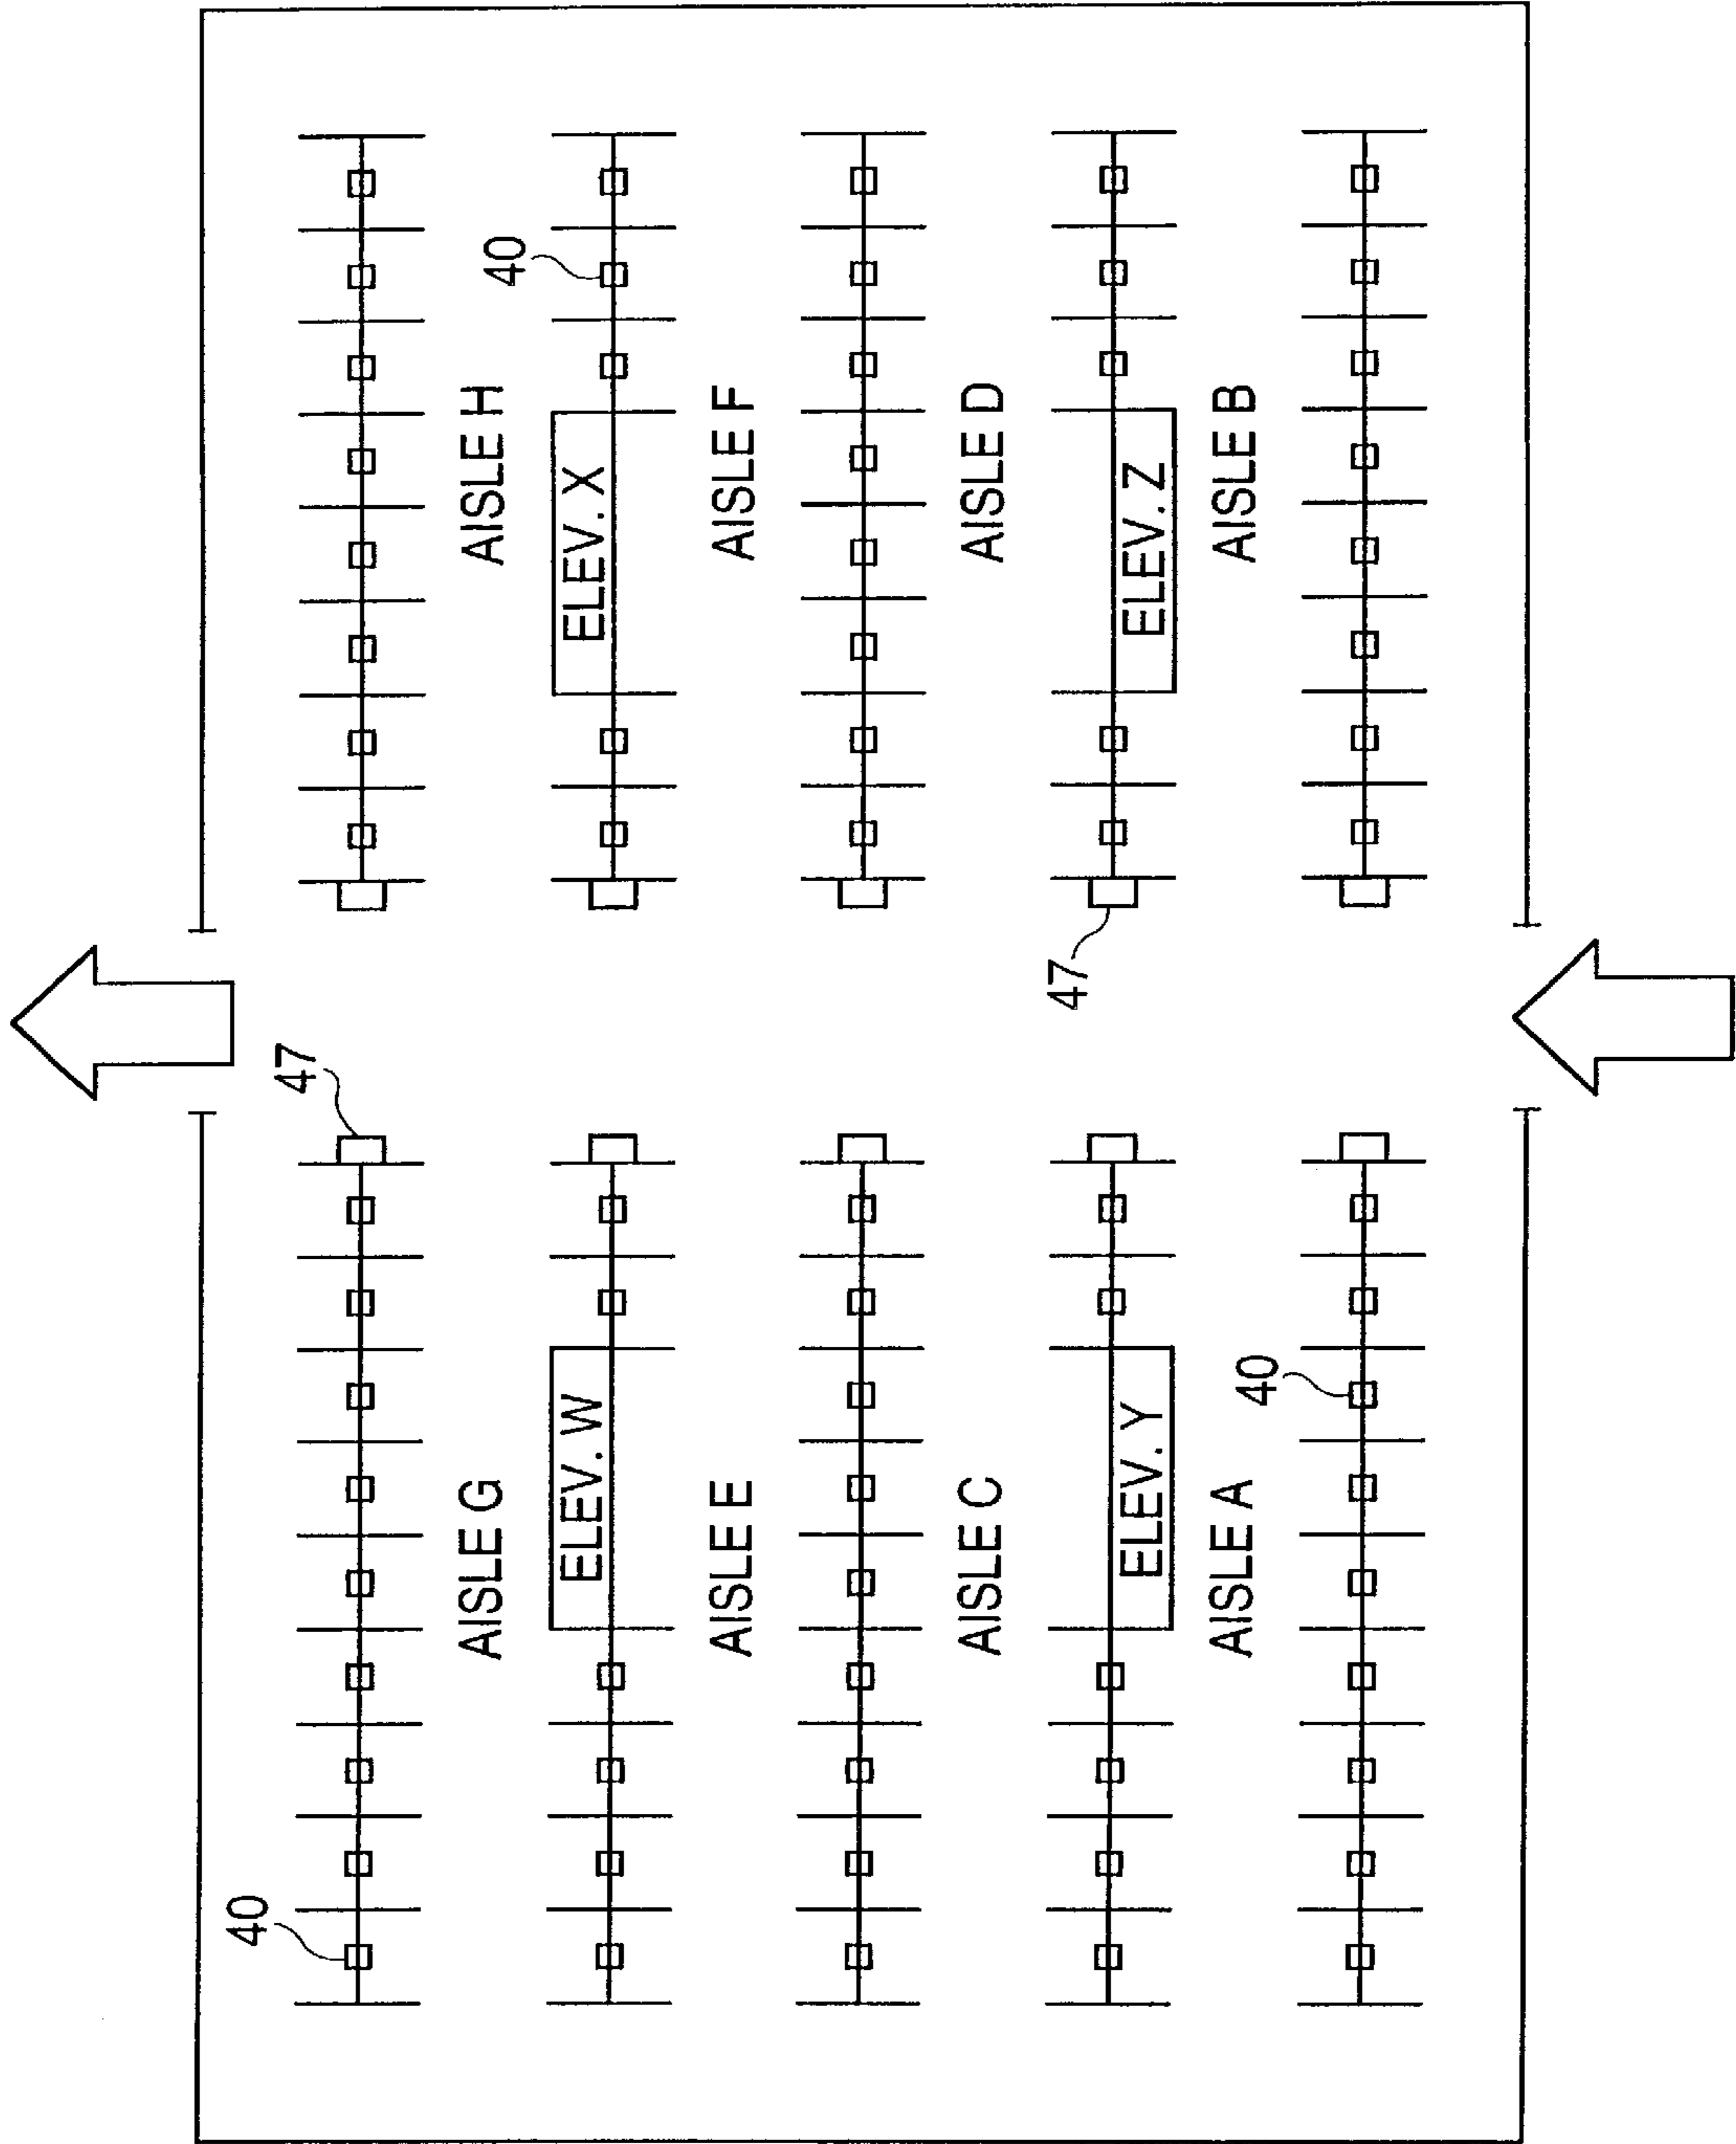 40
47
AISLE G
AISLE H
40
ELEV. W
ELEV. X
AISLE E
AISLE F
AISLE C
AISLE D
47
ELEV. Y
ELEV. Z
AISLE A
AISLE B
40